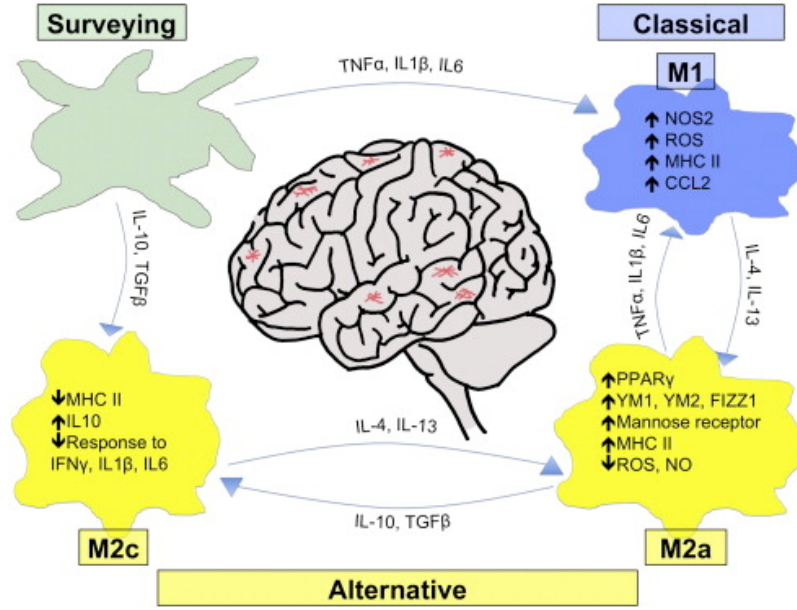 Surveying
Classical
TNFα, IL1β, IL6
M1
↑ NOS2
↑ ROS
↑ MHC II
↑ CCL2
IL-10, TGFβ
TNFα, IL1β, IL6
IL-4, IL-13
↓MHC II
↑IL10
↓Response to
IFNγ, IL1β, IL6
M2c
IL-4, IL-13
IL-10, TGFβ
↑PPARγ
↑YM1, YM2, FIZZ1
↑Mannose receptor
↑MHC II
↓ROS, NO
M2a
Alternative